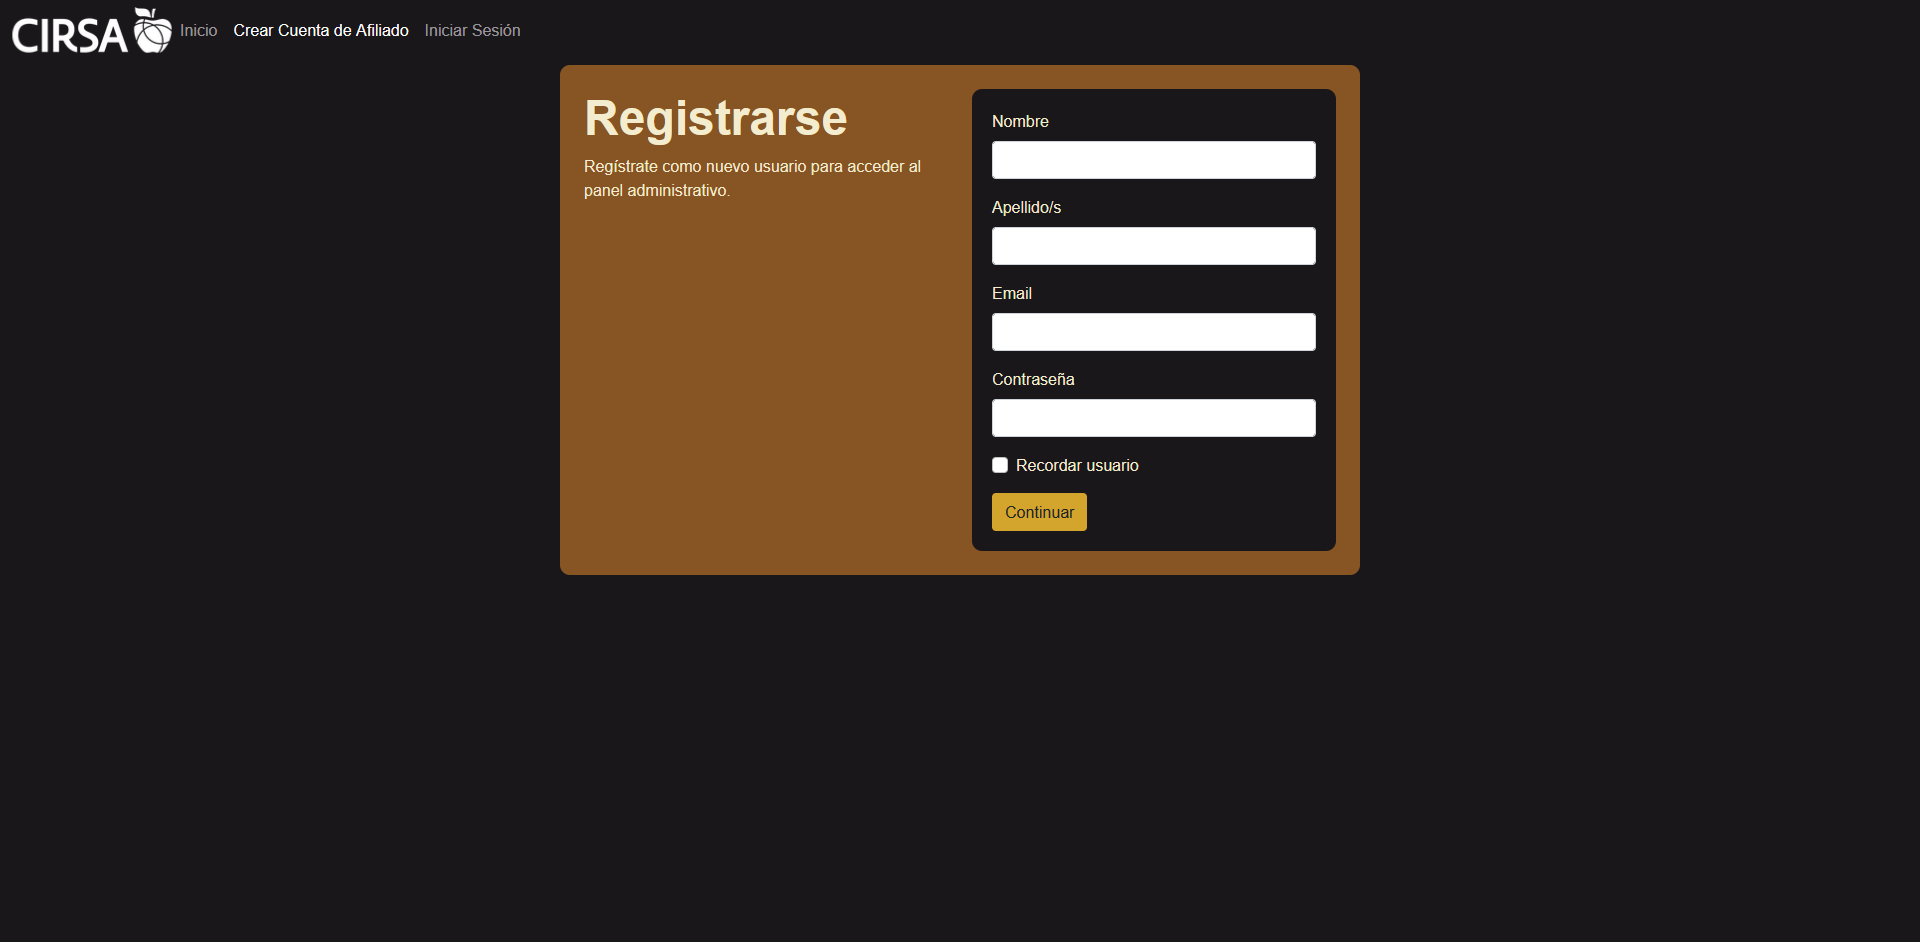 CIRSA
Inicio
Crear Cuenta de Afiliado
Iniciar Sesión
Registrarse
Regístrate como nuevo usuario para acceder al
panel administrativo.
Nombre
Apellido/s
Email
Contraseña
Recordar usuario
Continuar